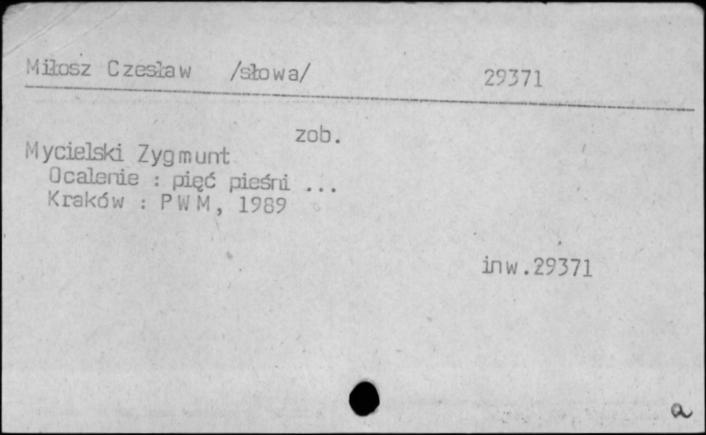 Miłosz Czesław /słowa/ 29371
zob.
Mycielski Zygmunt
Ocalenie : pięć pieśni ...
Kraków : PWM, 1989
inw.29371
a